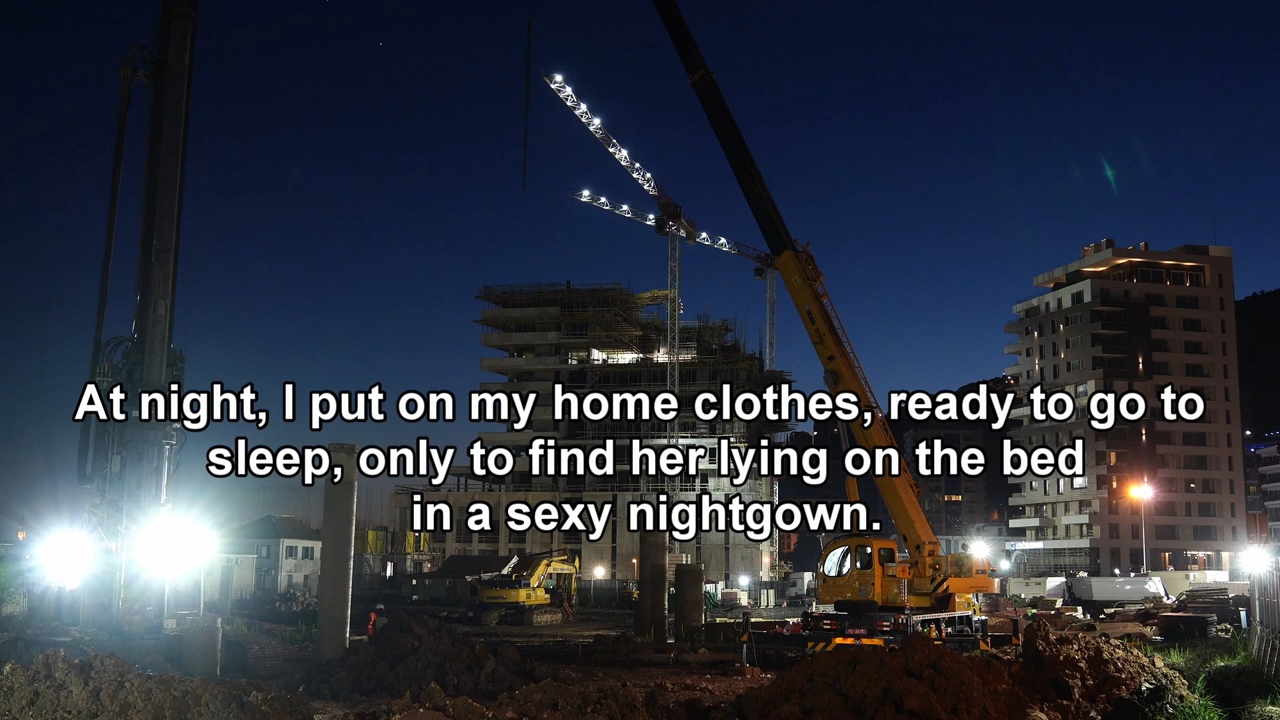 At night, I put on my home clothes, ready to go to
sleep, only to find her lying on the bed
in a sexy nightgown.